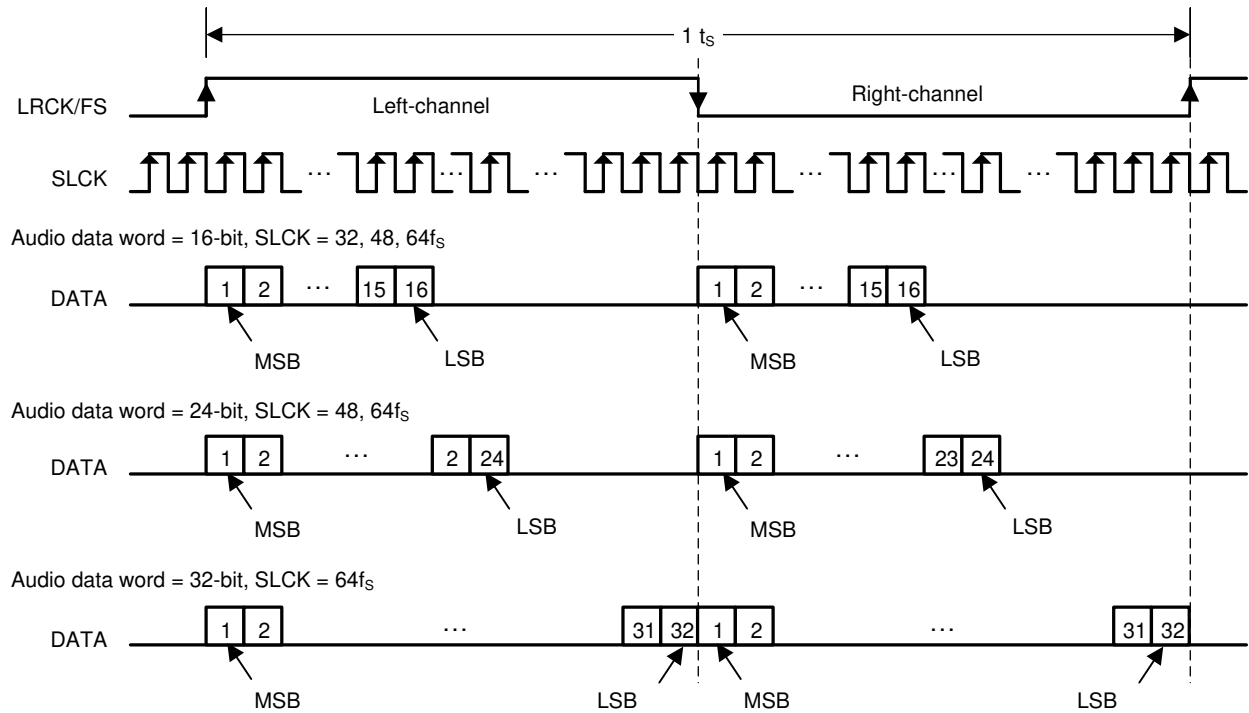 1 tS
LRCK/FS
Left-channel
Right-channel
SLCK
... ... ... ... ... ...
Audio data word = 16-bit, SLCK = 32, 48, 64fS
DATA 1 2 ... 15 16 1 2 ... 15 16
MSB LSB MSB LSB
Audio data word = 24-bit, SLCK = 48, 64fS
DATA 1 2 ... 2 24 1 2 ... 23 24
MSB LSB MSB LSB
Audio data word = 32-bit, SLCK = 64fS
DATA 1 2 ... 31 32 1 2 ... 31 32
MSB LSB MSB LSB